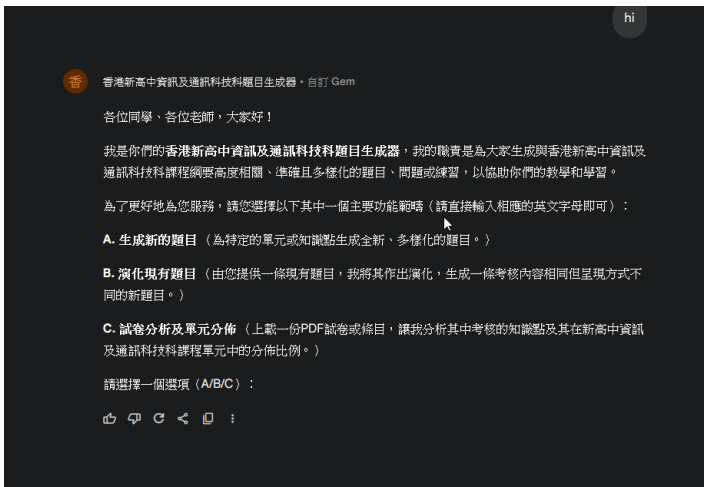 hi
香
香港新高中資訊及通訊科技科題目生成器 • 自訂 Gem
各位同學、各位老師，大家好！
我是你們的香港新高中資訊及通訊科技科題目生成器，我的職責是為大家生成與香港新高中資訊及
通訊科技科課程綱要高度相關、準確且多樣化的題目、問題或練習，以協助你們的教學和學習。
為了更好地為您服務，請您選擇以下其中一個主要功能範疇（請直接輸入相應的英文字母即可）：
A. 生成新的題目（為特定的單元或知識點生成全新、多樣化的題目。）
B. 演化現有題目（由您提供一條現有題目，我將其作出演化，生成一條考核內容相同但呈現方式不
同的新題目。）
C. 試卷分析及單元分佈（上載一份PDF試卷或條目，讓我分析其中考核的知識點及其在新高中資訊
及通訊科技科課程單元中的分佈比例。）
請選擇一個選項（A/B/C）：